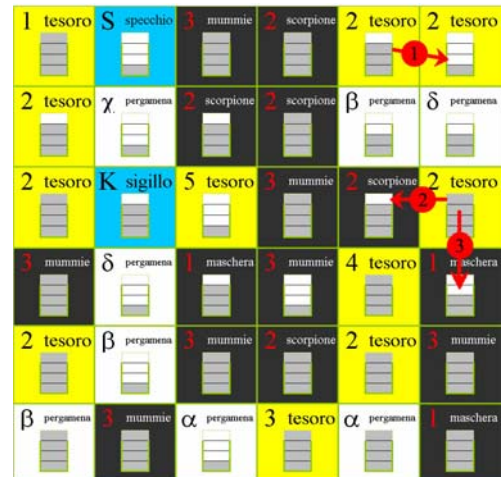 1 tesoro S specchio 3 mummie 2 scorpione 2 tesoro 2 tesoro
1
2 tesoro χ pergamena 2 scorpione 2 scorpione β pergamena δ pergamena
2 tesoro K sigillo 5 tesoro 3 mummie 2 scorpione 2 tesoro
2
3
3 mummie δ pergamena 1 maschera 3 mummie 4 tesoro 1 maschera
2 tesoro β pergamena 3 mummie 2 scorpione 2 tesoro 3 mummie
β pergamena 3 mummie α pergamena 3 tesoro α pergamena 1 maschera